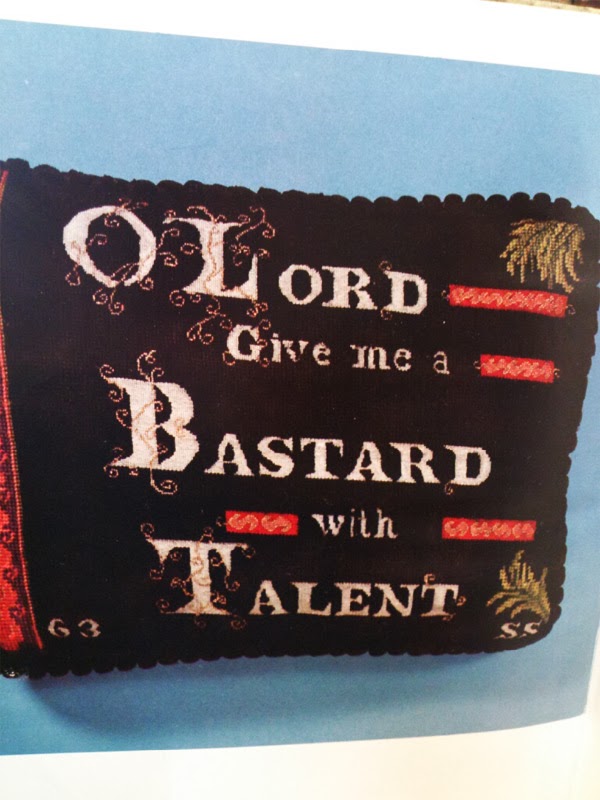 O LORD
Give me a
BASTARD
with
TALENT
63 SS